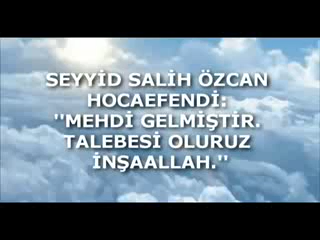 SEYYİD SALİH ÖZCAN
HOCAEFENDİ:
"MEHDİ GELMİŞTİR.
TALEBESİ OLURUZ
İNŞAALLAH."